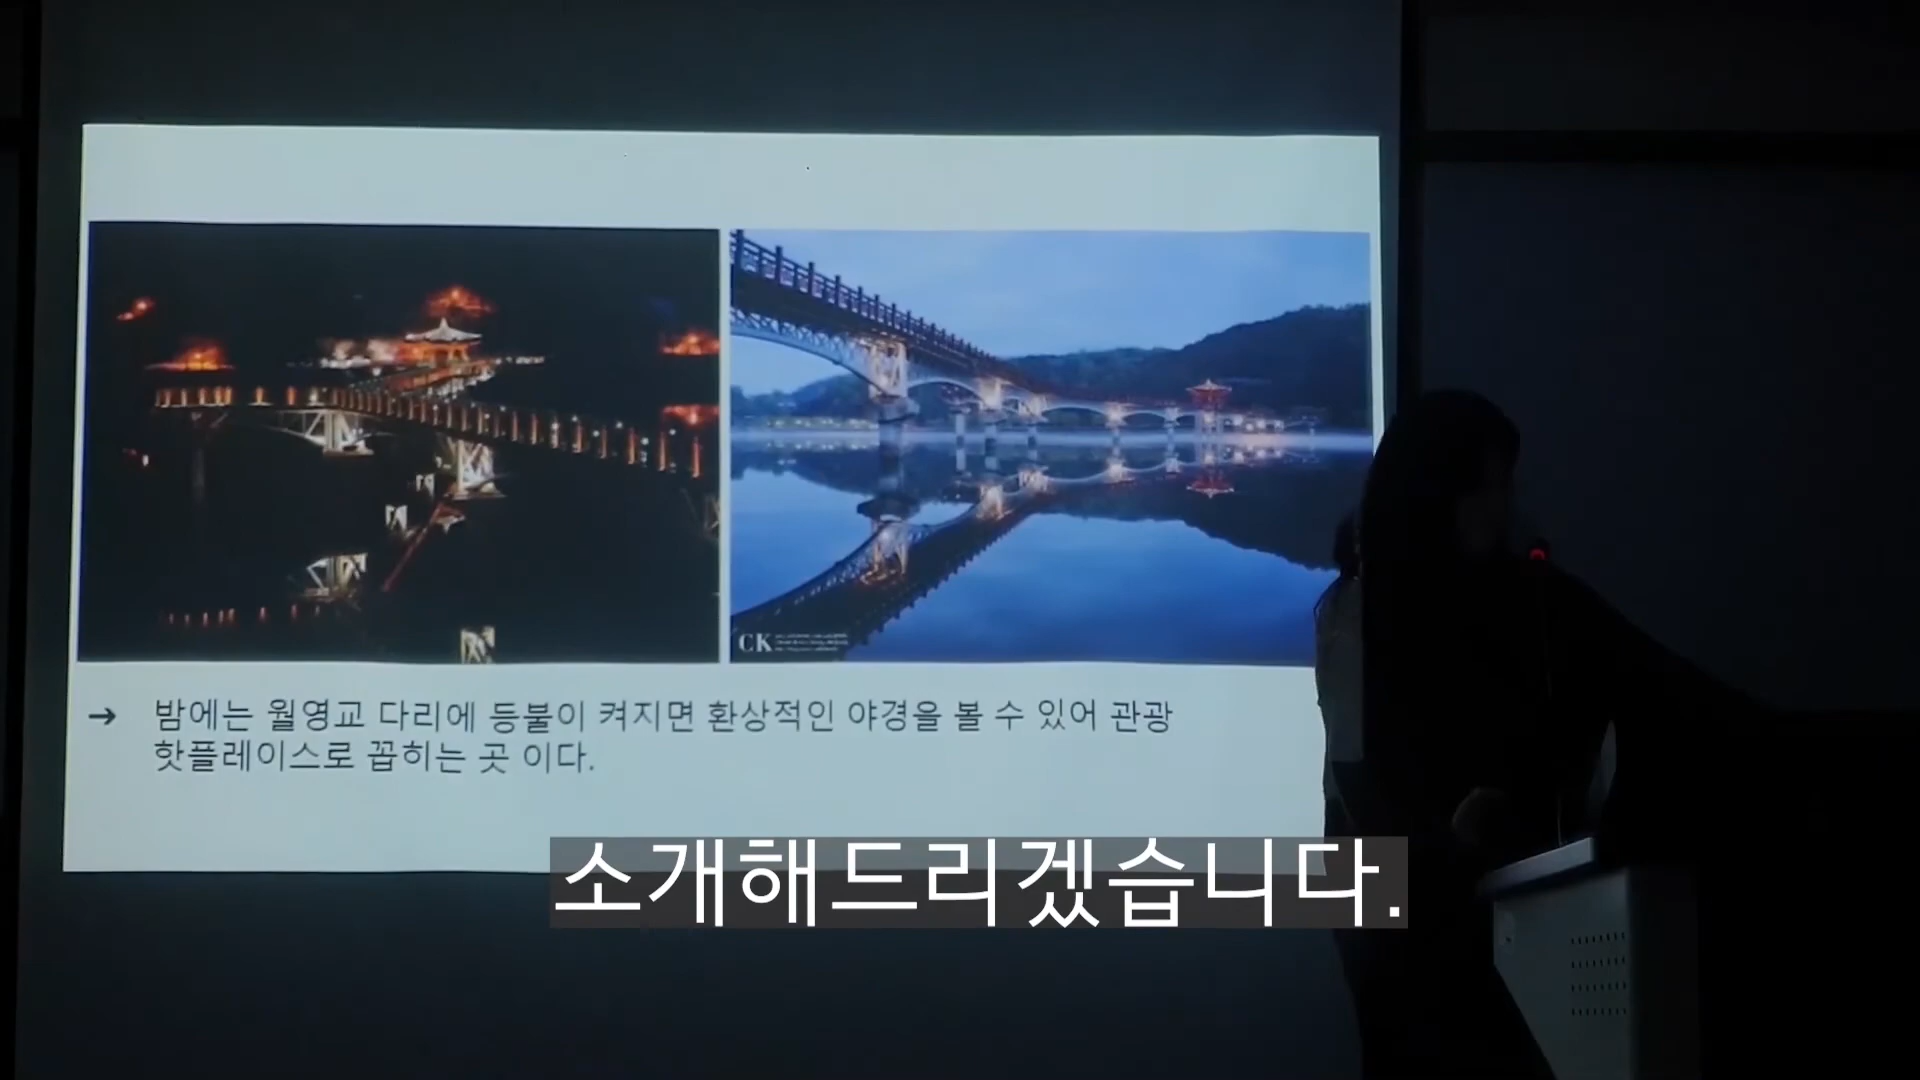 CK
→ 밤에는 월영교 다리에 등불이 켜지면 환상적인 야경을 볼 수 있어 관광
핫플레이스로 꼽히는 곳 이다.
소개해드리겠습니다.